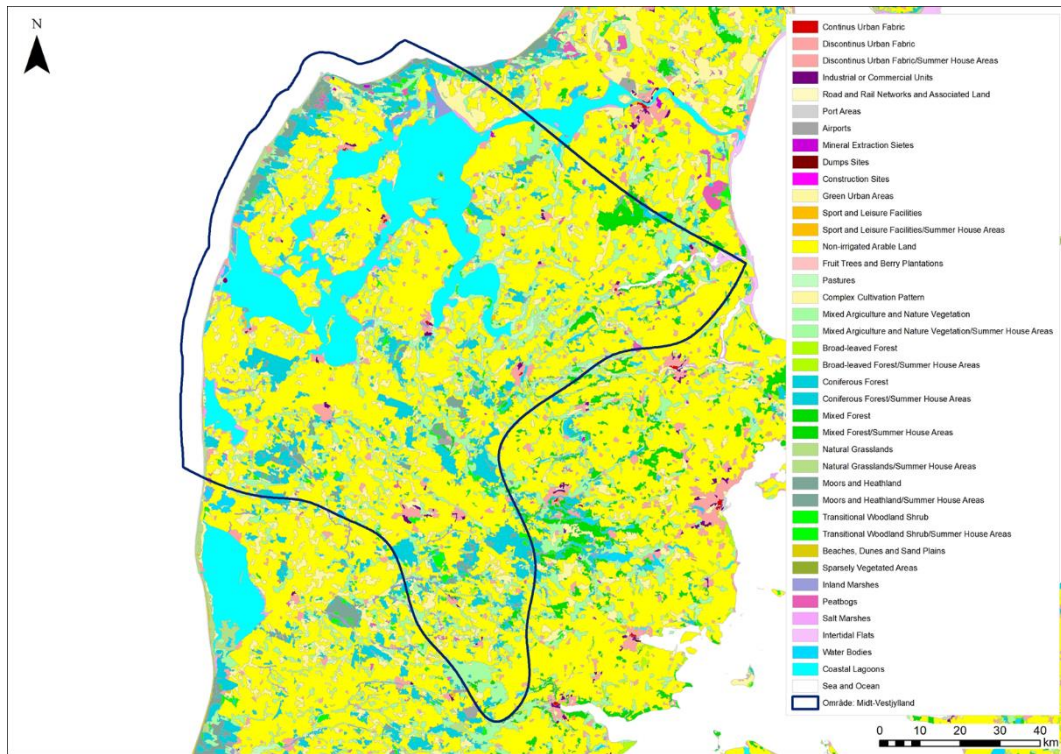 N
Continus Urban Fabric
Discontinus Urban Fabric
Discontinus Urban Fabric/Summer House Areas
Industrial or Commercial Units
Road and Rail Networks and Associated Land
Port Areas
Airports
Mineral Extraction Sietes
Dumps Sites
Construction Sites
Green Urban Areas
Sport and Leisure Facilities
Sport and Leisure Facilities/Summer House Areas
Non-irrigated Arable Land
Fruit Trees and Berry Plantations
Pastures
Complex Cultivation Pattern
Mixed Argiculture and Nature Vegetation
Mixed Argiculture and Nature Vegetation/Summer House Areas
Broad-leaved Forest
Broad-leaved Forest/Summer House Areas
Coniferous Forest
Coniferous Forest/Summer House Areas
Mixed Forest
Mixed Forest/Summer House Areas
Natural Grasslands
Natural Grasslands/Summer House Areas
Moors and Heathland
Moors and Heathland/Summer House Areas
Transitional Woodland Shrub
Transitional Woodland Shrub/Summer House Areas
Beaches, Dunes and Sand Plains
Sparsely Vegetated Areas
Inland Marshes
Peatbogs
Salt Marshes
Intertidal Flats
Water Bodies
Coastal Lagoons
Sea and Ocean
Område: Midt-Vestjylland
0 10 20 30 40
km